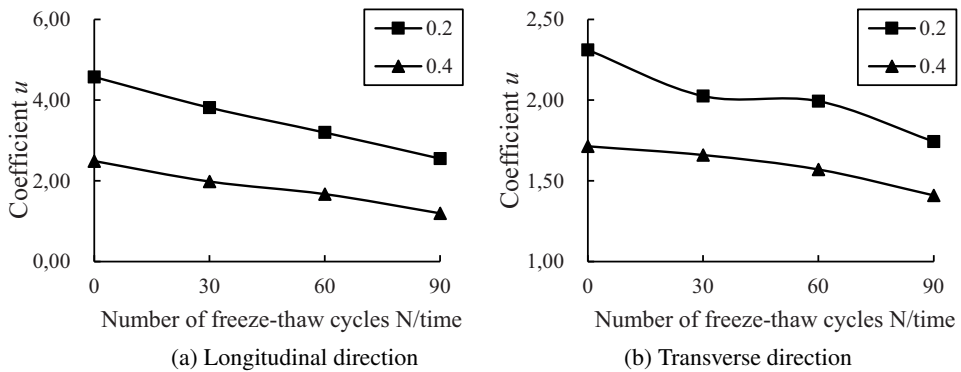 6,00
4,00
2,00
0,00
Coefficient u
0.2
0.4
0 30 60 90
Number of freeze-thaw cycles N/time
(a) Longitudinal direction
2,50
2,00
1,50
1,00
Coefficient u
0.2
0.4
0 30 60 90
Number of freeze-thaw cycles N/time
(b) Transverse direction